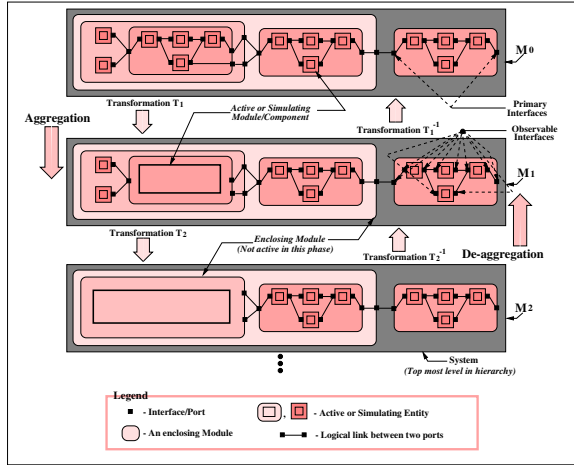 M0
Transformation T1
Active or Simulating
Module/Component
Transformation T1-1
Primary
Interfaces
Aggregation
Observable
Interfaces
M1
Transformation T2
Enclosing Module
(Not active in this phase)
Transformation T2-1
De-aggregation
M2
System
(Top most level in hierarchy)
Legend
- Interface/Port
, - Active or Simulating Entity
- An enclosing Module
- Logical link between two ports